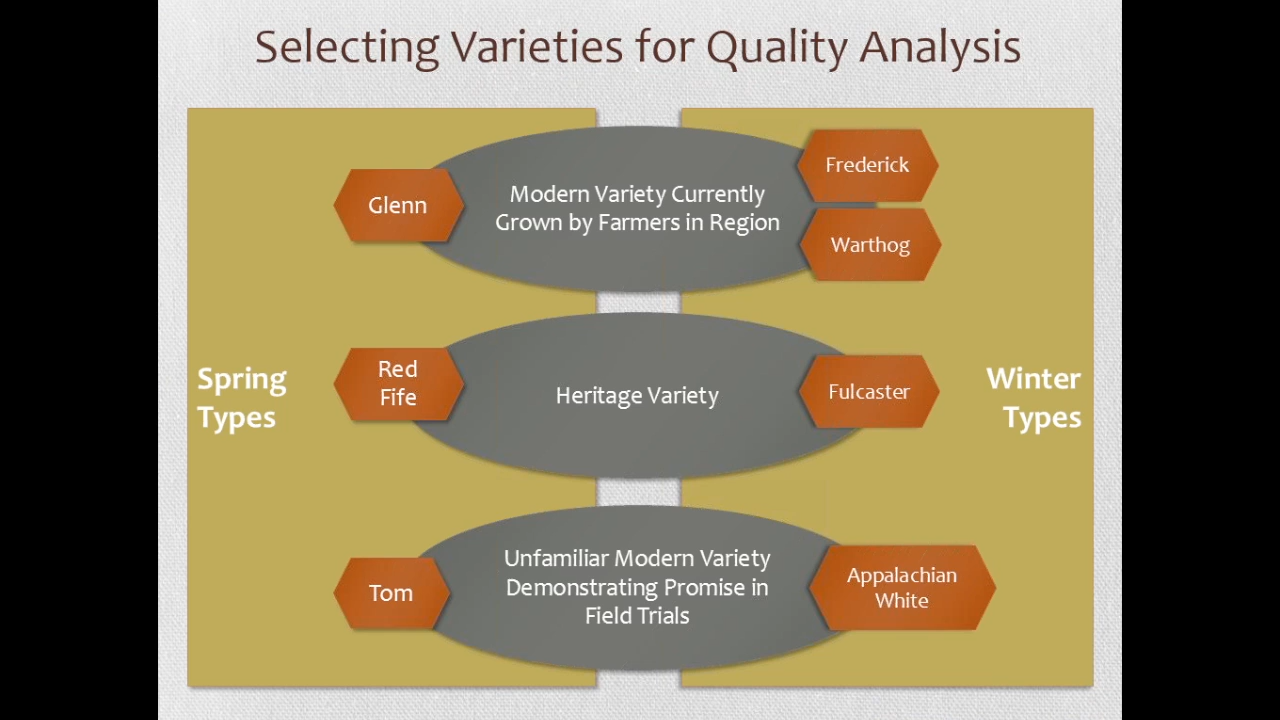 Selecting Varieties for Quality Analysis
Glenn
Modern Variety Currently
Grown by Farmers in Region
Frederick
Warthog
Spring
Types
Red
Fife
Heritage Variety
Fulcaster
Winter
Types
Tom
Unfamiliar Modern Variety
Demonstrating Promise in
Field Trials
Appalachian
White